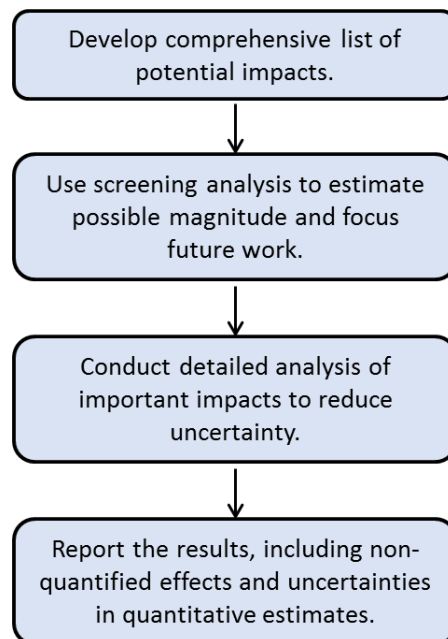 Develop comprehensive list of
potential impacts.
Use screening analysis to estimate
possible magnitude and focus
future work.
Conduct detailed analysis of
important impacts to reduce
uncertainty.
Report the results, including non-
quantified effects and uncertainties
in quantitative estimates.